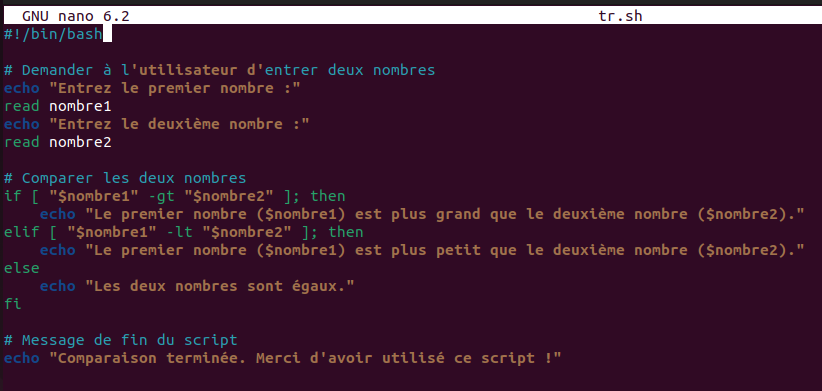 GNU nano 6.2 tr.sh
#!/bin/bash
# Demander à l'utilisateur d'entrer deux nombres
echo "Entrez le premier nombre :"
read nombre1
echo "Entrez le deuxième nombre :"
read nombre2
# Comparer les deux nombres
if [ "$nombre1" -gt "$nombre2" ]; then
    echo "Le premier nombre ($nombre1) est plus grand que le deuxième nombre ($nombre2)."
elif [ "$nombre1" -lt "$nombre2" ]; then
    echo "Le premier nombre ($nombre1) est plus petit que le deuxième nombre ($nombre2)."
else
    echo "Les deux nombres sont égaux."
fi
# Message de fin du script
echo "Comparaison terminée. Merci d'avoir utilisé ce script !"